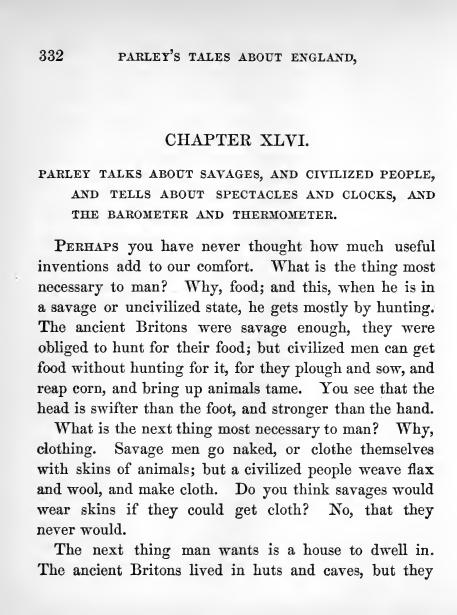 332 PARLEY'S TALES ABOUT ENGLAND,
CHAPTER XLVI.
PARLEY TALKS ABOUT SAVAGES, AND CIVILIZED PEOPLE,
AND TELLS ABOUT SPECTACLES AND CLOCKS, AND
THE BAROMETER AND THERMOMETER.
PERHAPS you have never thought how much useful
inventions add to our comfort. What is the thing most
necessary to man? Why, food; and this, when he is in
a savage or uncivilized state, he gets mostly by hunting.
The ancient Britons were savage enough, they were
obliged to hunt for their food; but civilized men can get
food without hunting for it, for they plough and sow, and
reap corn, and bring up animals tame. You see that the
head is swifter than the foot, and stronger than the hand.
What is the next thing most necessary to man? Why,
clothing. Savage men go naked, or clothe themselves
with skins of animals; but a civilized people weave flax
and wool, and make cloth. Do you think savages would
wear skins if they could get cloth? No, that they
never would.
The next thing man wants is a house to dwell in.
The ancient Britons lived in huts and caves, but they